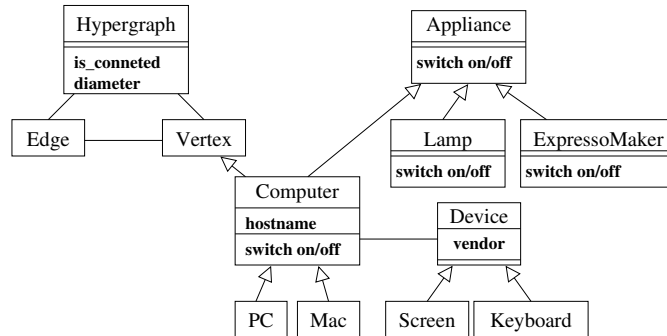 Hypergraph
is_conneted
diameter
Edge
Vertex
Appliance
switch on/off
Lamp
switch on/off
ExpressoMaker
switch on/off
Computer
hostname
switch on/off
Device
vendor
PC
Mac
Screen
Keyboard